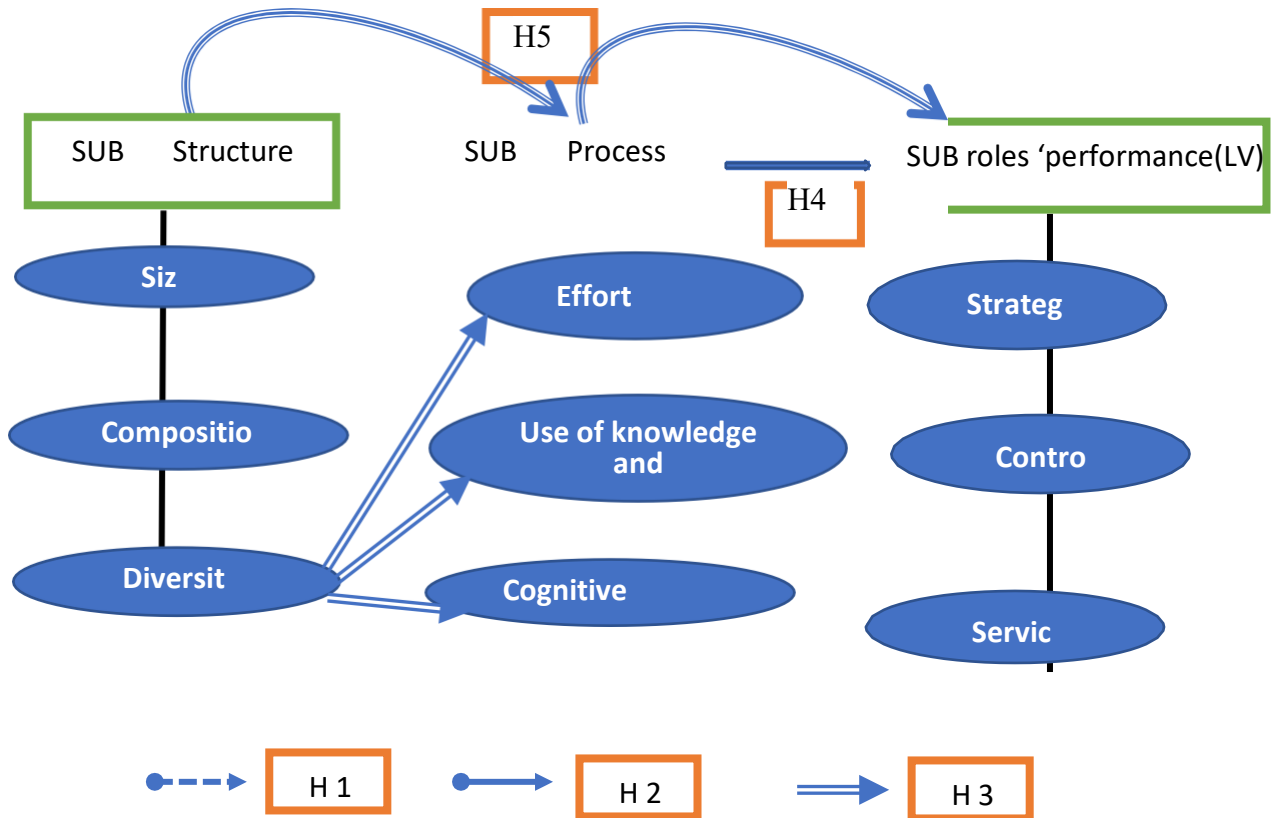 H5
SUB Structure
SUB Process
SUB roles ‘performance(LV)
H4
Siz
Effort
Strateg
Compositio
Use of knowledge
and
Contro
Diversit
Cognitive
Servic
H 1
H 2
H 3